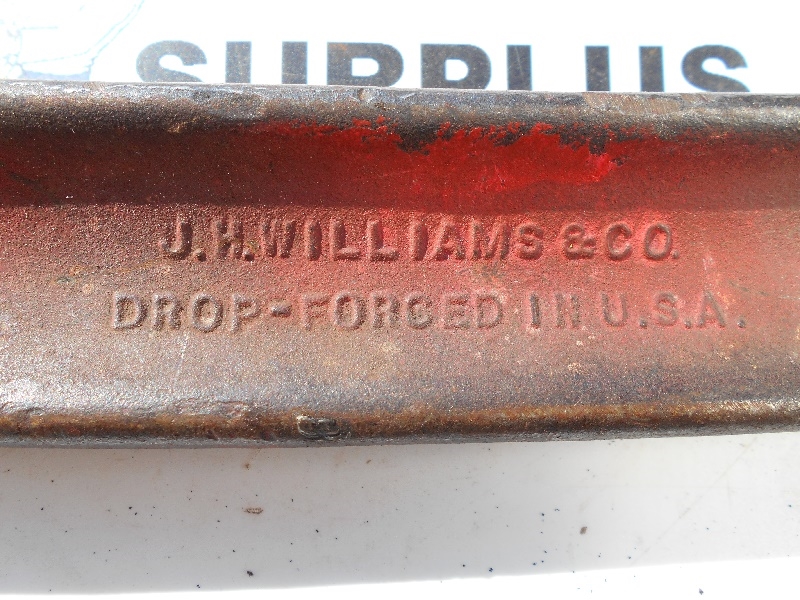 SURPLUS
J.H.WILLIAMS & CO.
DROP-FORGED IN U.S.A.